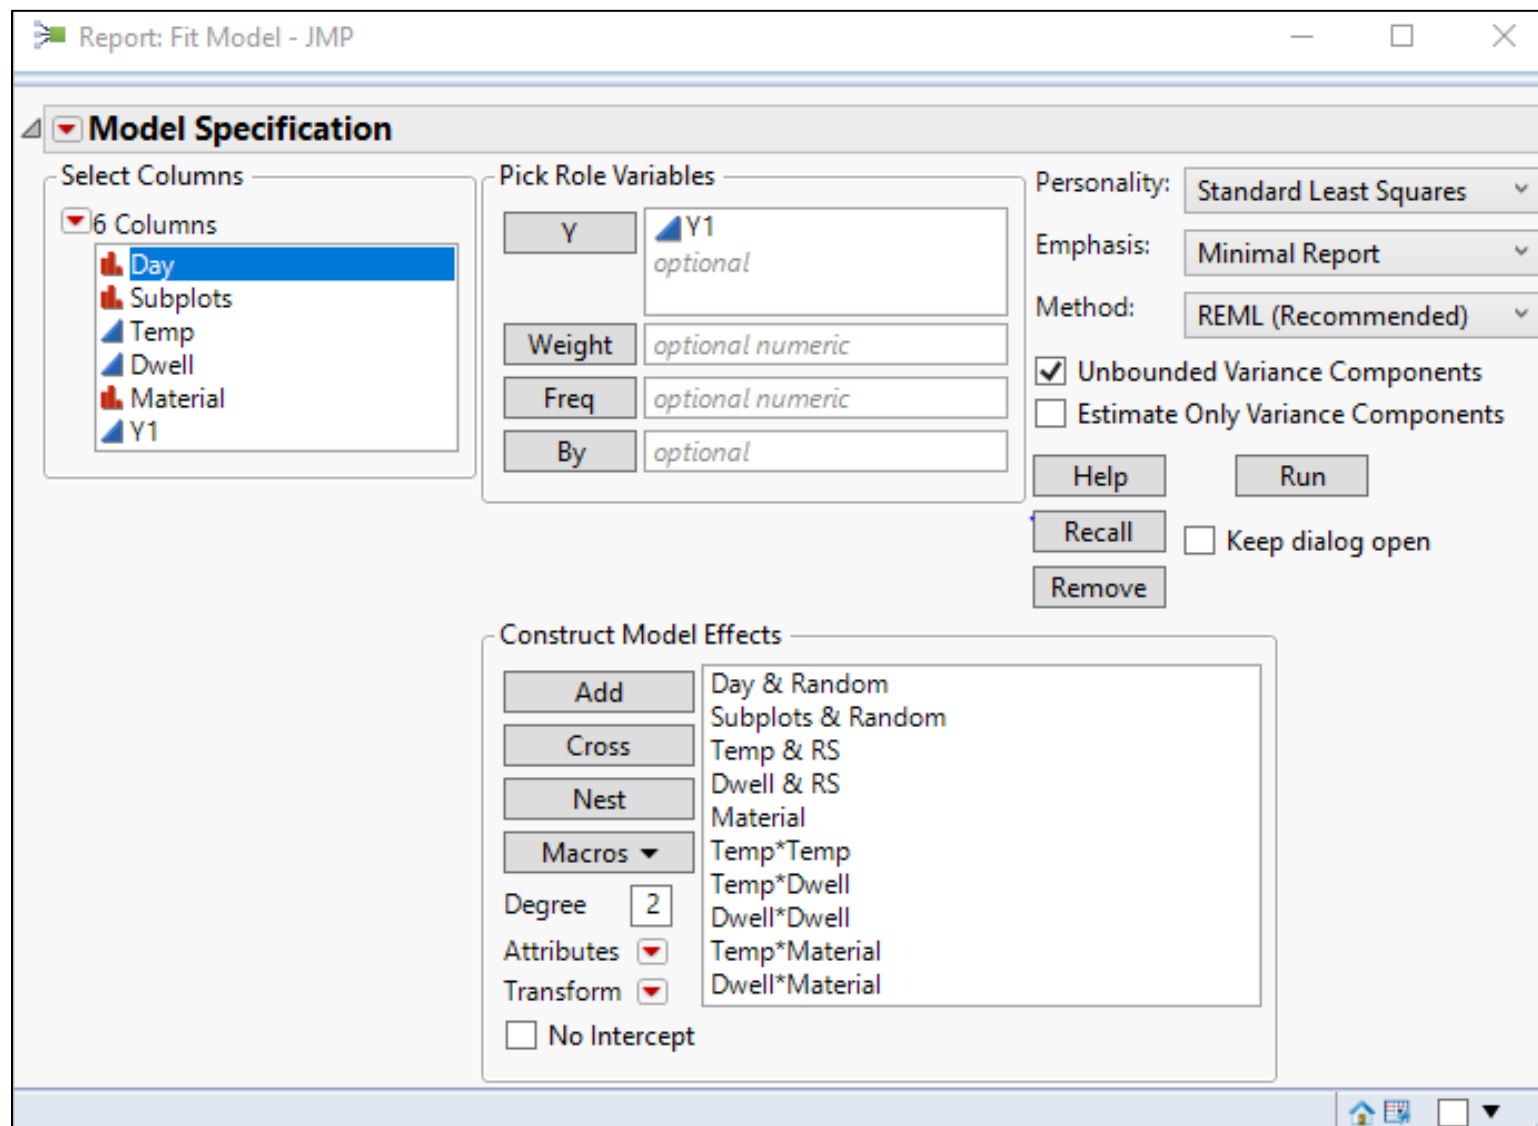 Report: Fit Model - JMP
Model Specification
Select Columns
6 Columns
Day
Subplots
Temp
Dwell
Material
Y1
Pick Role Variables
Y
Y1
optional
Weight
optional numeric
Freq
optional numeric
By
optional
Personality:
Standard Least Squares
Emphasis:
Minimal Report
Method:
REML (Recommended)
Unbounded Variance Components
Estimate Only Variance Components
Help
Run
Recall
Keep dialog open
Remove
Construct Model Effects
Add
Cross
Nest
Macros
Degree
2
Attributes
Transform
No Intercept
Day & Random
Subplots & Random
Temp & RS
Dwell & RS
Material
Temp*Temp
Temp*Dwell
Dwell*Dwell
Temp*Material
Dwell*Material